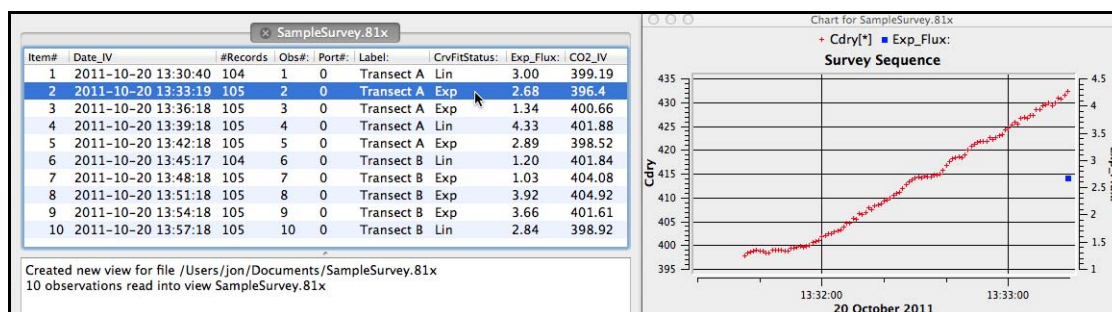 SampleSurvey.81x
Item# Date_IV #Records Obs#: Port#: Label: CrvFitStatus: Exp_Flux: CO2_IV
1 2011-10-20 13:30:40 104 1 0 Transect A Lin 3.00 399.19
2 2011-10-20 13:33:19 105 2 0 Transect A Exp 2.68 396.4
3 2011-10-20 13:36:18 105 3 0 Transect A Exp 1.34 400.66
4 2011-10-20 13:39:18 105 4 0 Transect A Lin 4.33 401.88
5 2011-10-20 13:42:18 105 5 0 Transect A Exp 2.89 398.52
6 2011-10-20 13:45:17 104 6 0 Transect B Lin 1.20 401.84
7 2011-10-20 13:48:18 105 7 0 Transect B Exp 1.03 404.08
8 2011-10-20 13:51:18 105 8 0 Transect B Exp 3.92 404.92
9 2011-10-20 13:54:18 105 9 0 Transect B Exp 3.66 401.61
10 2011-10-20 13:57:18 105 10 0 Transect B Lin 2.84 398.92
Created new view for file /Users/jon/Documents/SampleSurvey.81x
10 observations read into view SampleSurvey.81x
Chart for SampleSurvey.81x
Cdry[*] Exp_Flux:
Survey Sequence
Cdry
435
430
425
420
415
410
405
400
395
4.5
4
3
2.5
2
1.5
1
13:32:00 13:33:00
20 October 2011